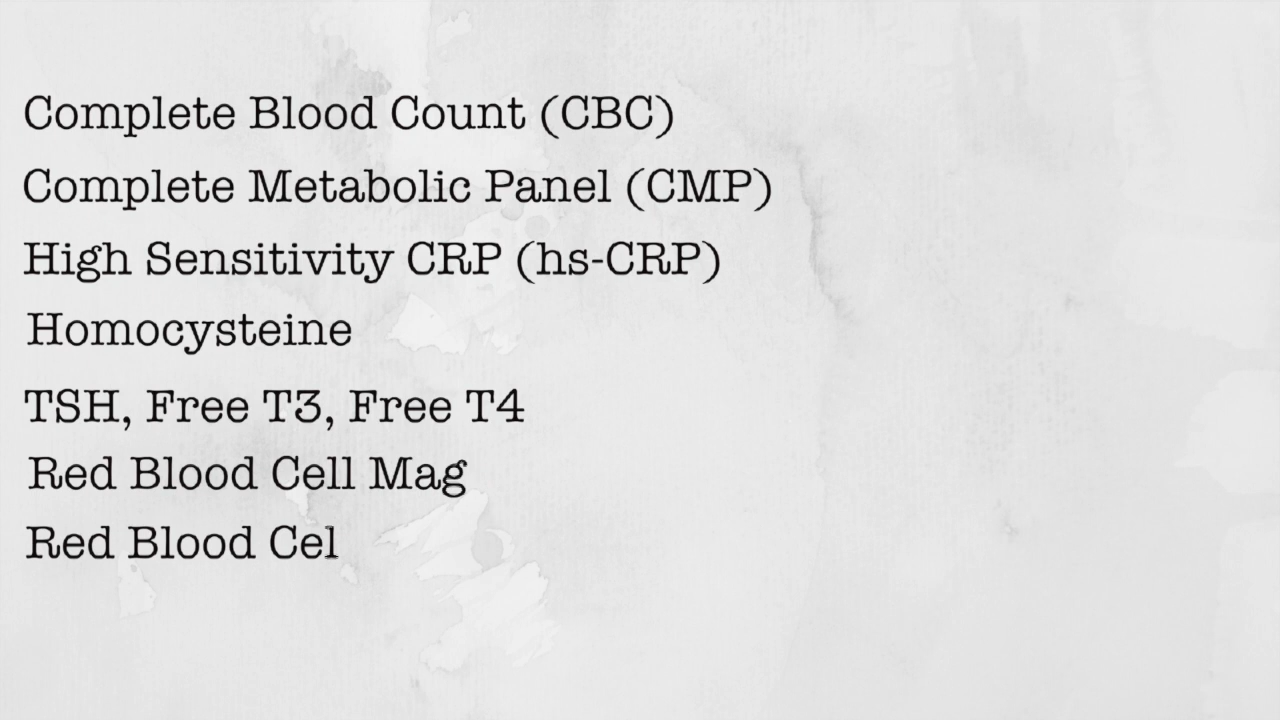 Complete Blood Count (CBC)
Complete Metabolic Panel (CMP)
High Sensitivity CRP (hs-CRP)
Homocysteine
TSH, Free T3, Free T4
Red Blood Cell Mag
Red Blood Cel